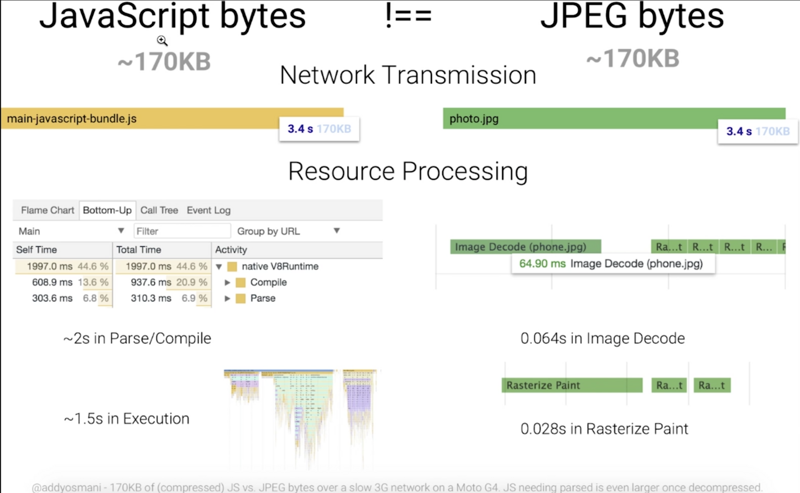 JavaScript bytes !== JPEG bytes
~170KB ~170KB
Network Transmission
main-javascript-bundle.js
3.4 s 170KB
photo.jpg
3.4 s 170KB
Resource Processing
Flame Chart Bottom-Up Call Tree Event Log
Main Filter Group by URL
Self Time Total Time Activity
1997.0 ms 44.6 % 1997.0 ms 44.6 % native V8Runtime
608.9 ms 13.6 % 937.6 ms 20.9 % Compile
303.6 ms 6.8 % 310.3 ms 6.9 % Parse
Image Decode (phone.jpg) Ra...t R...t R...t R...
64.90 ms Image Decode (phone.jpg)
~2s in Parse/Compile
0.064s in Image Decode
Rasterize Paint Ra...t Ra...t
~1.5s in Execution
0.028s in Rasterize Paint
@addyosmani - 170KB of (compressed) JS vs. JPEG bytes over a slow 3G network on a Moto G4. JS needing parsed is even larger once decompressed.